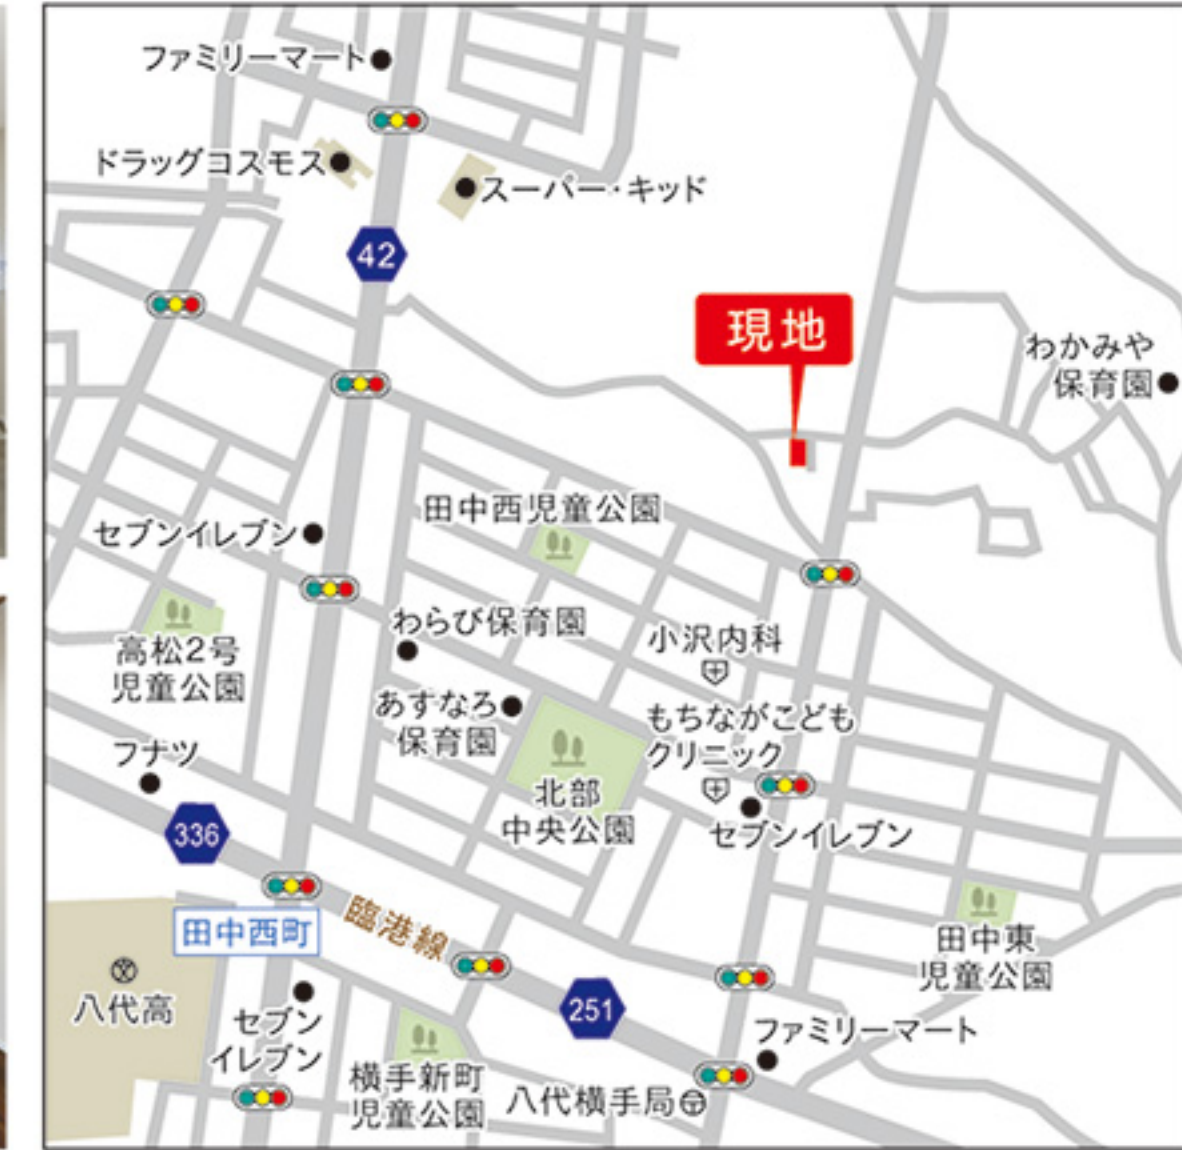 ファミリーマート
ドラッグコスモス
スーパー・キッド
42
現地
わかみや
保育園
田中西児童公園
セブンイレブン
わらび保育園
小沢内科
高松2号
児童公園
あすなろ
保育園
もちながこども
クリニック
フナツ
北部
中央公園
セブンイレブン
336
田中西町
臨港線
田中東
児童公園
八代高
251
セブン
イレブン
ファミリーマート
横手新町
児童公園
八代横手局